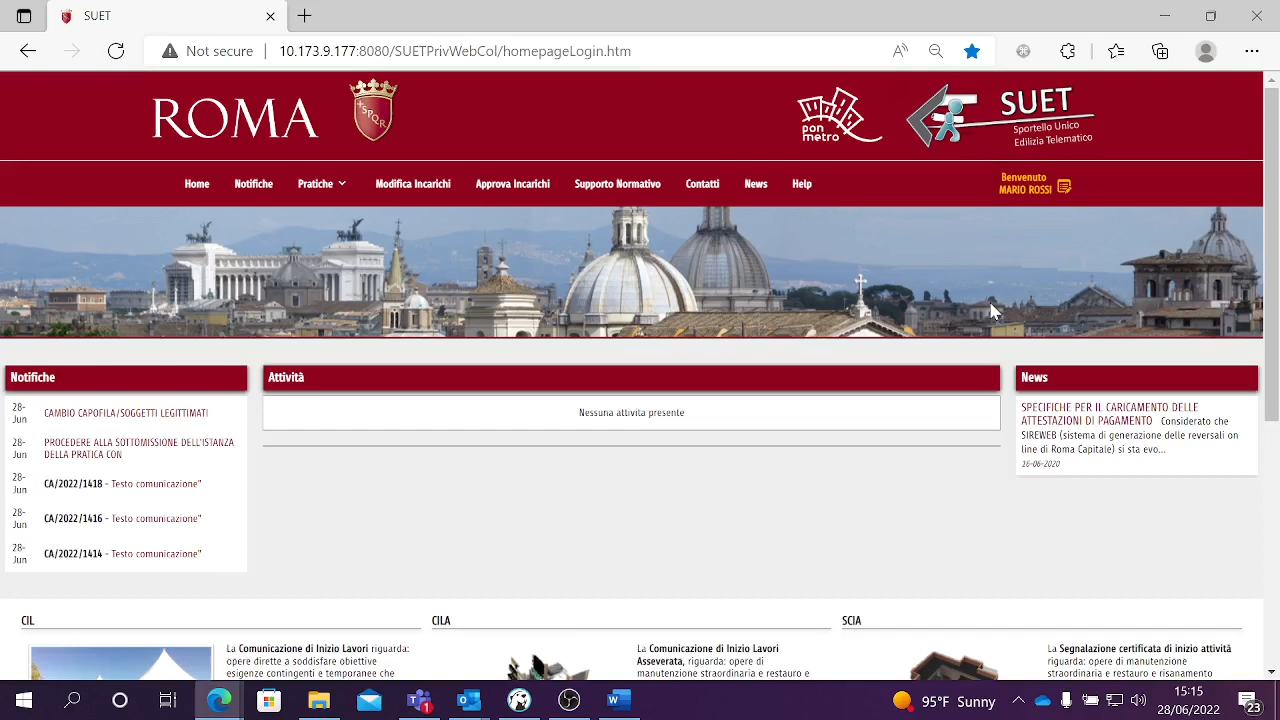 SUET
Not secure
10.173.9.177:8080/SUETPrivWebCol/homepageLogin.htm
ROMA
SPQR
pon
metro
SUET
Sportello Unico
Edilizia Telematico
Home
Notifiche
Pratiche
Modifica Incarichi
Approva Incarichi
Supporto Normativo
Contatti
News
Help
Benvenuto
MARIO ROSSI
Notifiche
28-
Jun
CAMBIO CAPOFILA/SOGGETTI LEGITTIMATI
28-
Jun
PROCEDERE ALLA SOTTOMISSIONE DELL'ISTANZA
DELLA PRATICA CON
28-
Jun
CA/2022/1418 - Testo comunicazione"
28-
Jun
CA/2022/1416 - Testo comunicazione"
28-
Jun
CA/2022/1414 - Testo comunicazione"
Attività
Nessuna attivita presente
News
SPECIFICHE PER IL CARICAMENTO DELLE
ATTESTAZIONI DI PAGAMENTO Considerato che
SIREWEB (sistema di generazione delle reversali on
line di Roma Capitale) si sta evo...
16-06-2020
CIL
La Comunicazione di Inizio Lavori riguarda:
opere dirette a soddisfare obiettive
esigenze contingenti e temporanee che
CILA
La Comunicazione di Inizio Lavori
Asseverata, riguarda: opere di
manutenzione straordinaria e restauro e
SCIA
La Segnalazione certificata di inizio attività
riguarda: opere di manutenzione
straordinaria e restauro e risanamento
1
95°F Sunny
15:15
28/06/2022
23